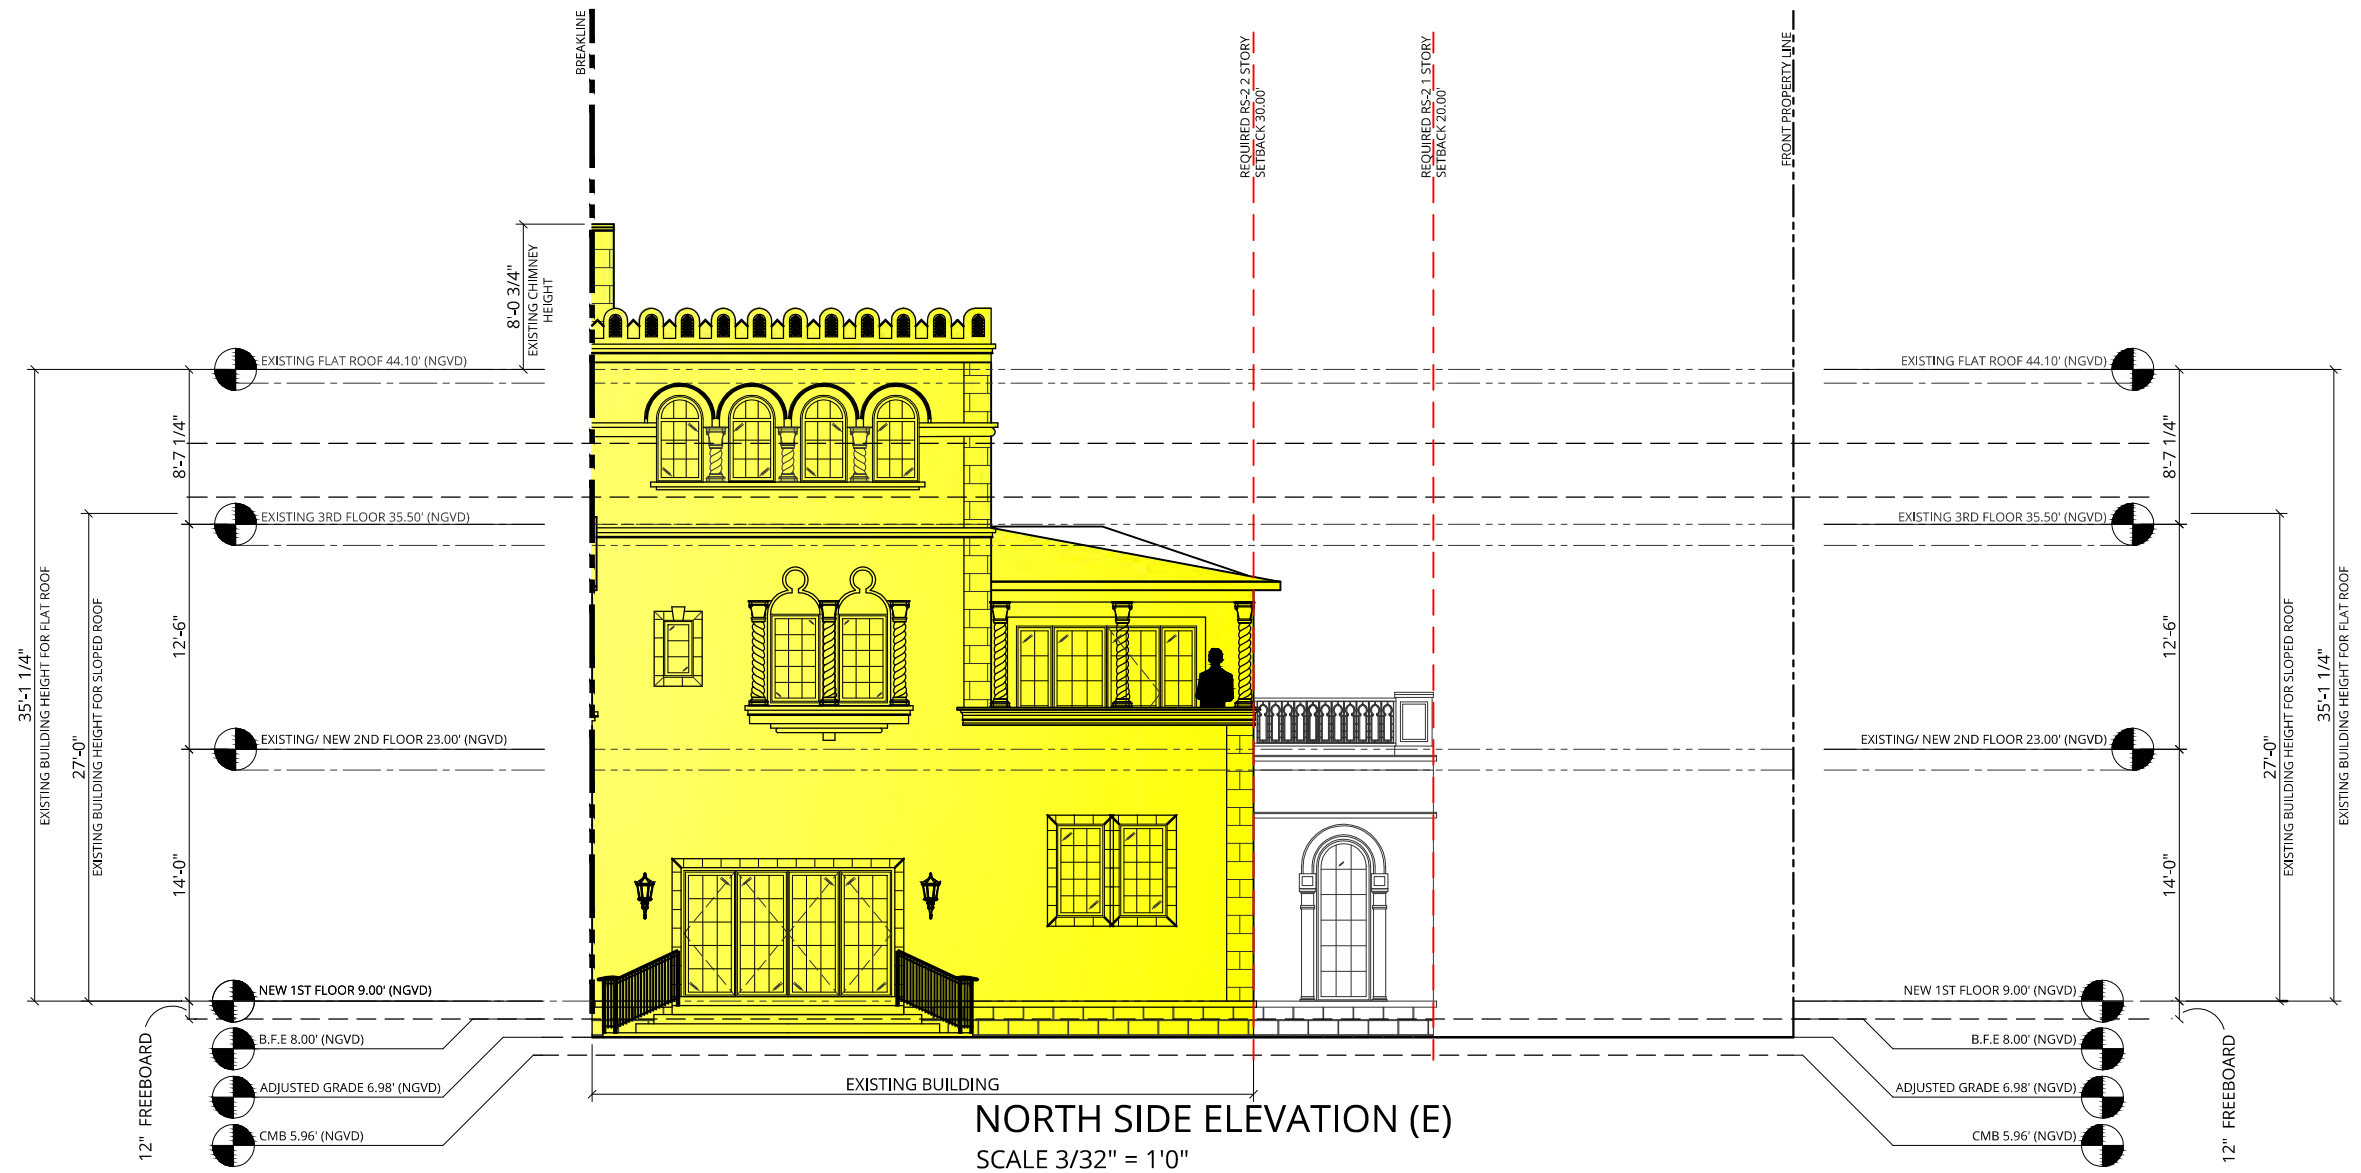 BREAKLINE
REQUIRED RS-2 2 STORY
SETBACK 30.00'
REQUIRED RS-2 1 STORY
SETBACK 20.00'
FRONT PROPERTY LINE
8'-0 3/4"
EXISTING CHIMNEY
HEIGHT
EXISTING FLAT ROOF 44.10' (NGVD)
EXISTING FLAT ROOF 44.10' (NGVD)
8'-7 1/4"
8'-7 1/4"
EXISTING 3RD FLOOR 35.50' (NGVD)
EXISTING 3RD FLOOR 35.50' (NGVD)
12'-6"
12'-6"
35'-1 1/4"
EXISTING BUILDING HEIGHT FOR FLAT ROOF
27'-0"
EXISTING BUILDING HEIGHT FOR SLOPED ROOF
27'-0"
EXISTING BUILDING HEIGHT FOR SLOPED ROOF
35'-1 1/4"
EXISTING BUILDING HEIGHT FOR FLAT ROOF
EXISTING/ NEW 2ND FLOOR 23.00' (NGVD)
EXISTING/ NEW 2ND FLOOR 23.00' (NGVD)
14'-0"
14'-0"
NEW 1ST FLOOR 9.00' (NGVD)
NEW 1ST FLOOR 9.00' (NGVD)
B.F.E 8.00' (NGVD)
B.F.E 8.00' (NGVD)
ADJUSTED GRADE 6.98' (NGVD)
ADJUSTED GRADE 6.98' (NGVD)
CMB 5.96' (NGVD)
CMB 5.96' (NGVD)
12" FREEBOARD
12" FREEBOARD
EXISTING BUILDING
NORTH SIDE ELEVATION (E)
SCALE 3/32" = 1'0"